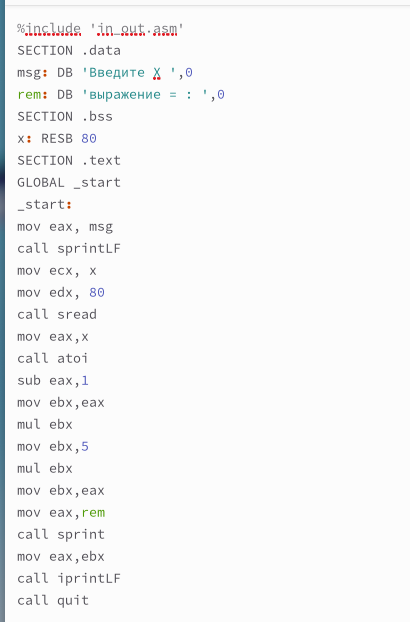 %include 'in_out.asm'
SECTION .data
msg: DB 'Введите X ',0
rem: DB 'выражение = : ',0
SECTION .bss
x: RESB 80
SECTION .text
GLOBAL _start
_start:
mov eax, msg
call sprintLF
mov ecx, x
mov edx, 80
call sread
mov eax,x
call atoi
sub eax,1
mov ebx,eax
mul ebx
mov ebx,5
mul ebx
mov ebx,eax
mov eax,rem
call sprint
mov eax,ebx
call iprintLF
call quit